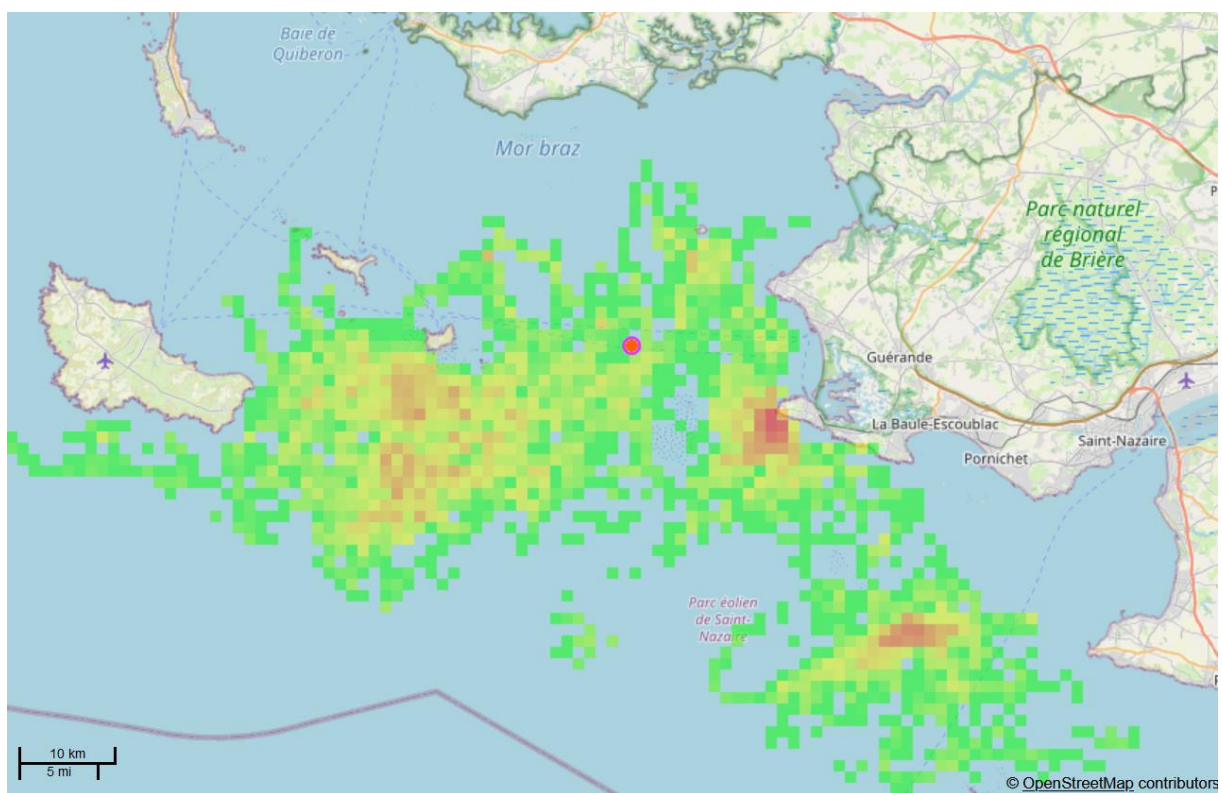 Baie de
Quiberon
Mor braz
Parc naturel
régional
de Brière
Guérande
La Baule-Escoublac
Saint-Nazaire
Pornichet
Parc éolien
de Saint-
Nazaire
10 km
5 mi
© OpenStreetMap contributors